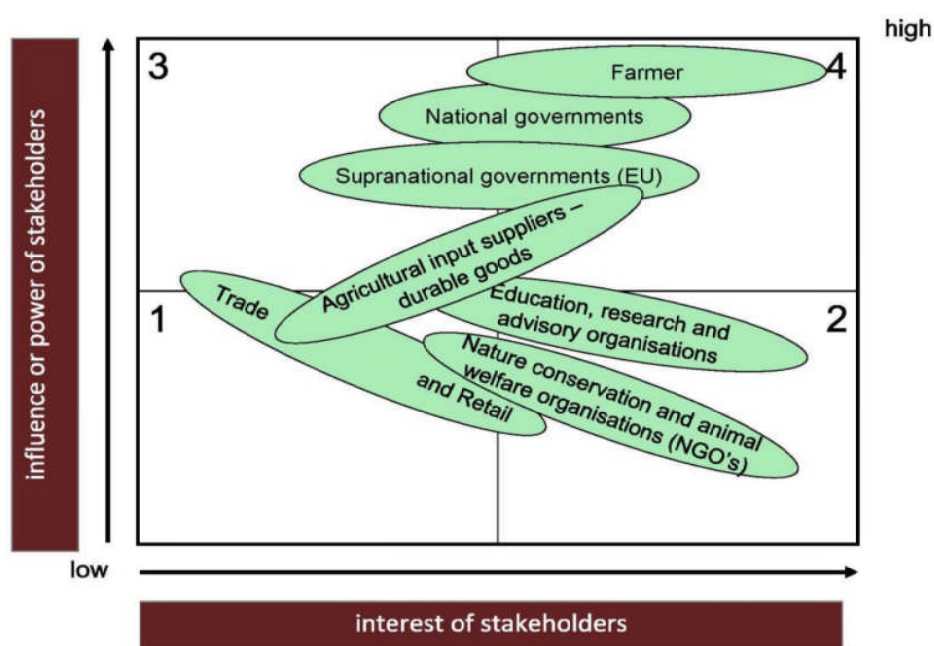 high
3
4
Farmer
National governments
Supranational governments (EU)
Agricultural input suppliers –
durable goods
Trade
and Retail
1
2
Education, research and
advisory organisations
Nature conservation and animal
welfare organisations (NGO's)
influence or power of stakeholders
low
interest of stakeholders